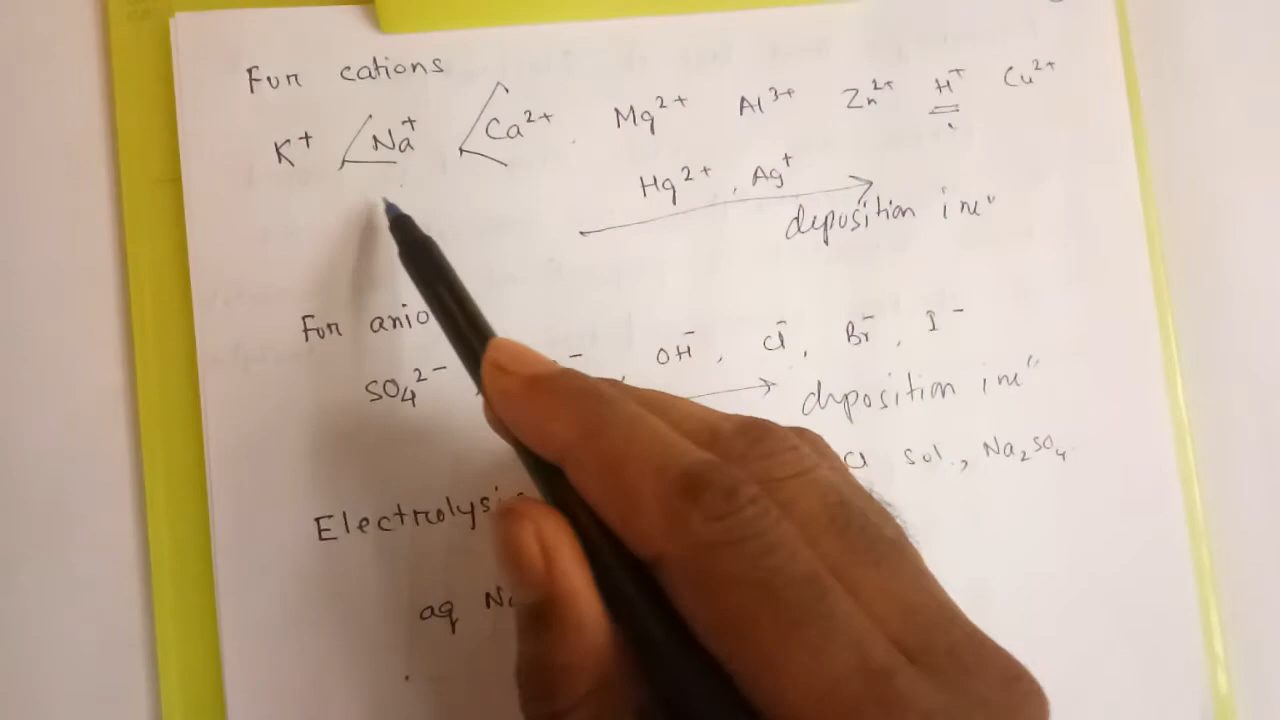 For cations
K⁺ Na⁺ Ca²⁺ Mg²⁺ Al³⁺ Zn²⁺ H⁺ Cu²⁺
Hg²⁺, Ag⁺
deposition inc"
For anio
SO₄²⁻ OH⁻, Cl⁻, Br⁻, I⁻
deposition inc"
sol., Na₂SO₄
Electrolysi
aq